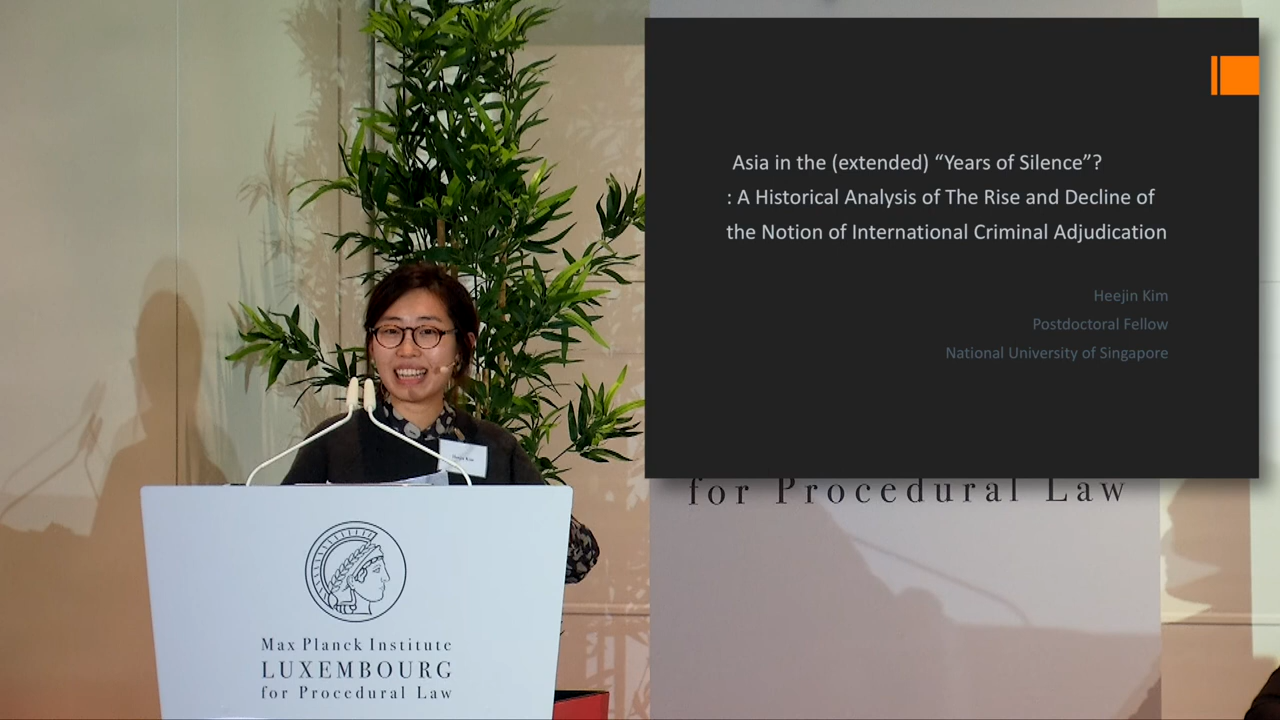 Asia in the (extended) “Years of Silence”?
: A Historical Analysis of The Rise and Decline of
the Notion of International Criminal Adjudication
Heejin Kim
Postdoctoral Fellow
National University of Singapore
for Procedural Law
Heejin Kim
Max Planck Institute
LUXEMBOURG
for Procedural Law